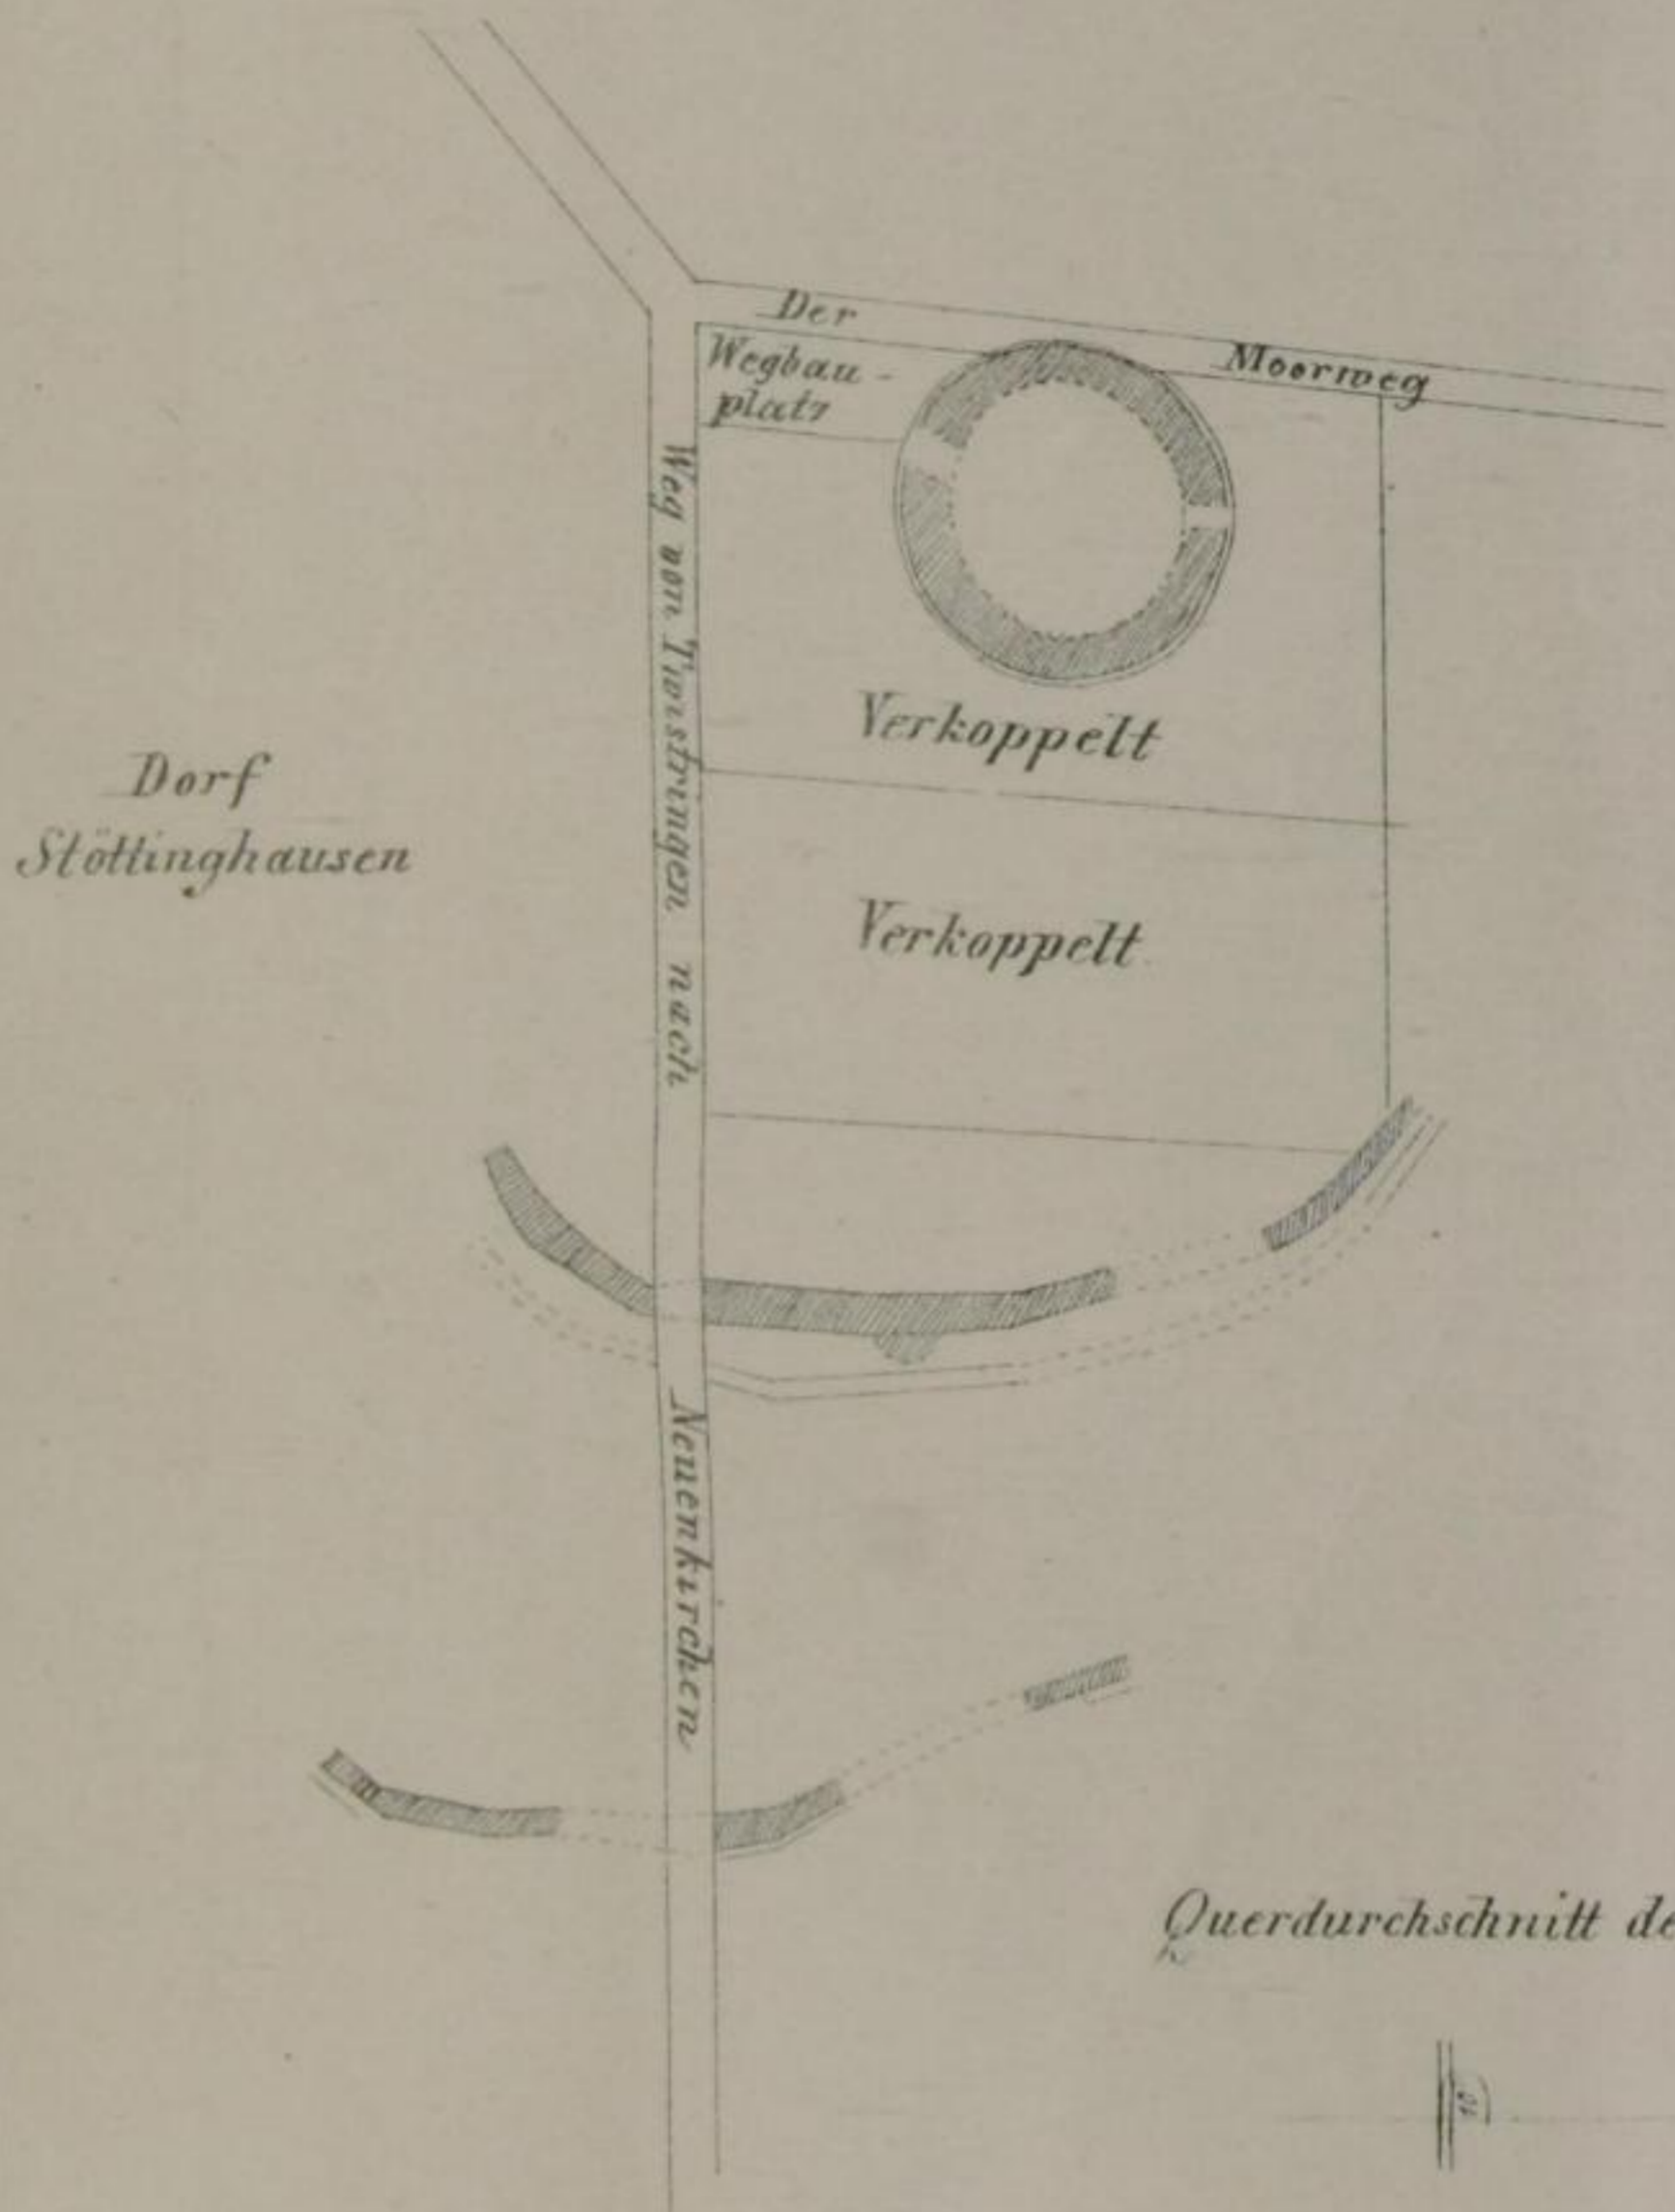 Der
Moorweg
Wegbau-
platz
Weg von Twistringen nach
Neuenkirchen
Verkoppelt
Dorf
Stöttinghausen
Verkoppelt
Querdurchschnitt de